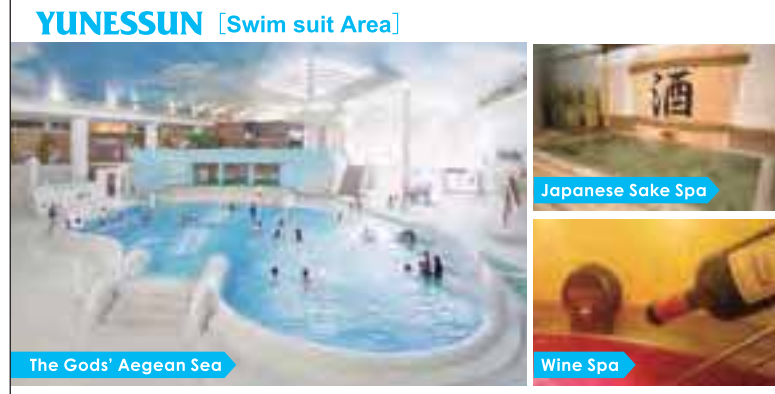 YUNESSUN [Swim suit Area]
酒
Japanese Sake Spa
The Gods' Aegean Sea
Wine Spa